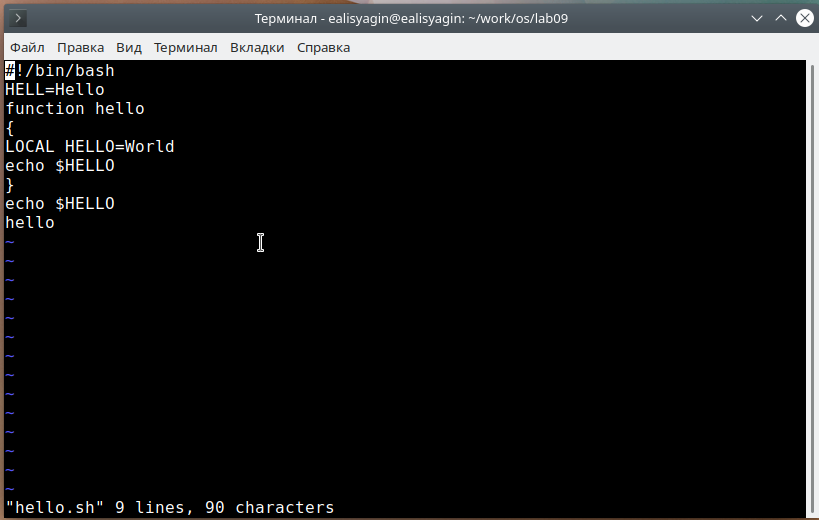 Терминал - ealisyagin@ealisyagin: ~/work/os/lab09
Файл Правка Вид Терминал Вкладки Справка
#!/bin/bash
HELL=Hello
function hello
{
LOCAL HELLO=World
echo $HELLO
}
echo $HELLO
hello
~
~
~
~
~
~
~
~
~
~
~
~
~
~
"hello.sh" 9 lines, 90 characters